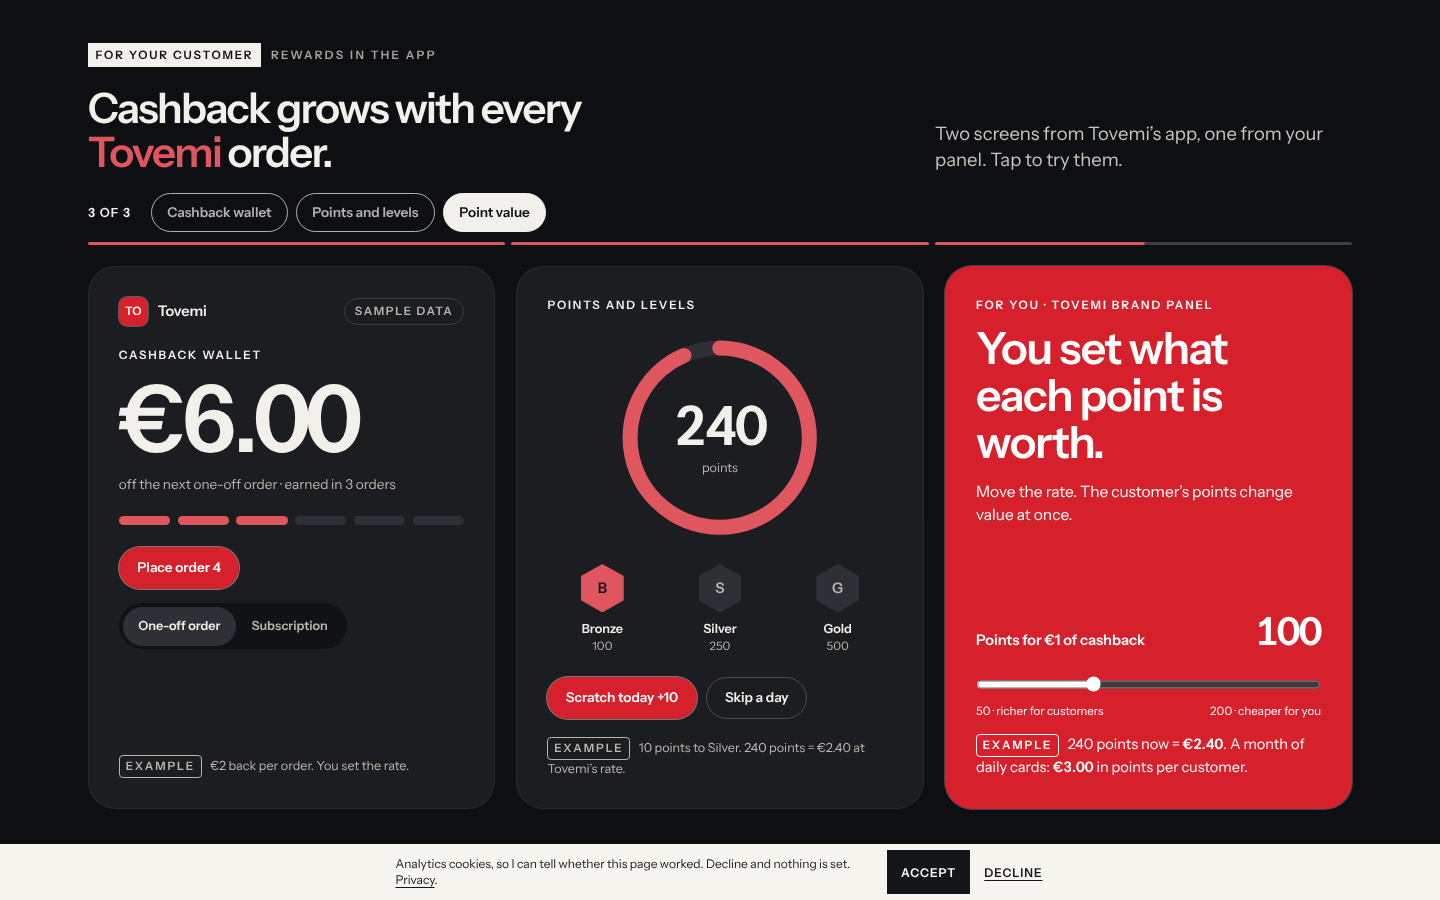 FOR YOUR CUSTOMER REWARDS IN THE APP
Cashback grows with every
Tovemi order.
Two screens from Tovemi's app, one from your
panel. Tap to try them.
3 OF 3 Cashback wallet Points and levels Point value
TO Tovemi SAMPLE DATA
CASHBACK WALLET
€6.00
off the next one-off order · earned in 3 orders
Place order 4
One-off order Subscription
EXAMPLE €2 back per order. You set the rate.
POINTS AND LEVELS
240
points
B S G
Bronze Silver Gold
100 250 500
Scratch today +10 Skip a day
EXAMPLE 10 points to Silver. 240 points = €2.40 at
Tovemi's rate.
FOR YOU · TOVEMI BRAND PANEL
You set what
each point is
worth.
Move the rate. The customer's points change
value at once.
Points for €1 of cashback 100
50 · richer for customers 200 · cheaper for you
EXAMPLE 240 points now = €2.40. A month of
daily cards: €3.00 in points per customer.
Analytics cookies, so I can tell whether this page worked. Decline and nothing is set.
Privacy.
ACCEPT DECLINE